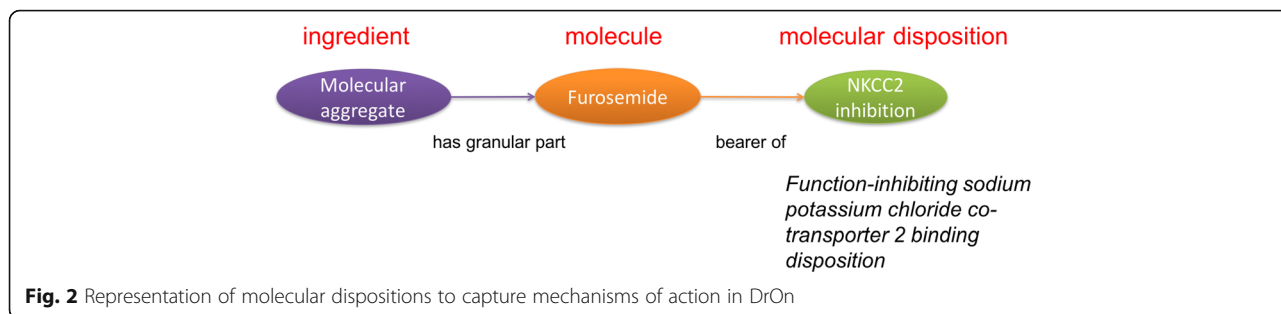 ingredient molecule molecular disposition
Molecular
aggregate
Furosemide
NKCC2
inhibition
has granular part bearer of
Function-inhibiting sodium
potassium chloride co-
transporter 2 binding
disposition
Fig. 2 Representation of molecular dispositions to capture mechanisms of action in DrOn